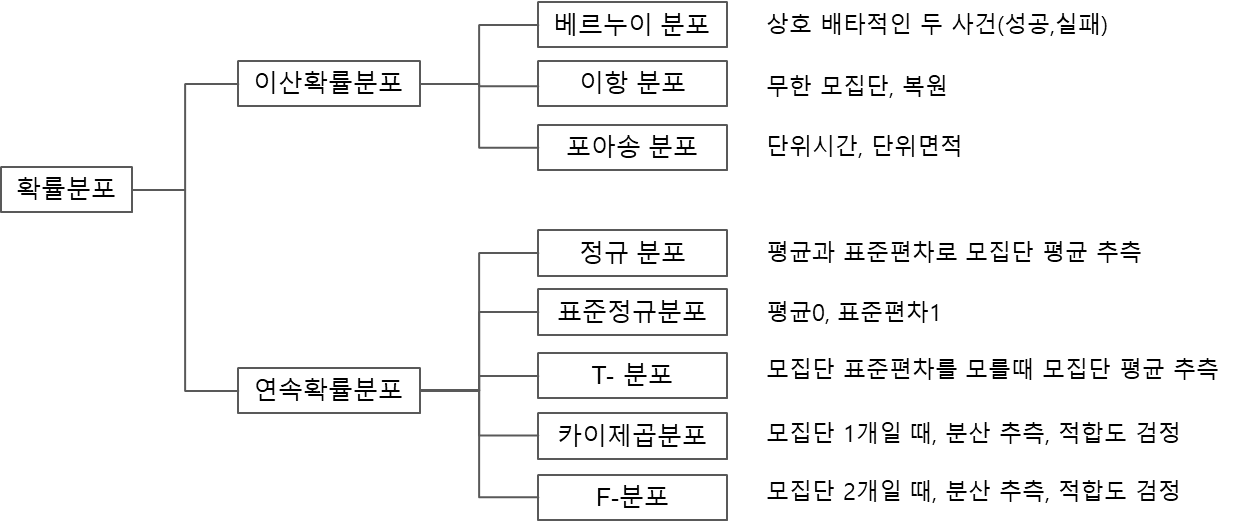 확률분포
이산확률분포
베르누이 분포
상호 배타적인 두 사건(성공,실패)
이항 분포
무한 모집단, 복원
포아송 분포
단위시간, 단위면적
연속확률분포
정규 분포
평균과 표준편차로 모집단 평균 추측
표준정규분포
평균0, 표준편차1
T- 분포
모집단 표준편차를 모를때 모집단 평균 추측
카이제곱분포
모집단 1개일 때, 분산 추측, 적합도 검정
F-분포
모집단 2개일 때, 분산 추측, 적합도 검정